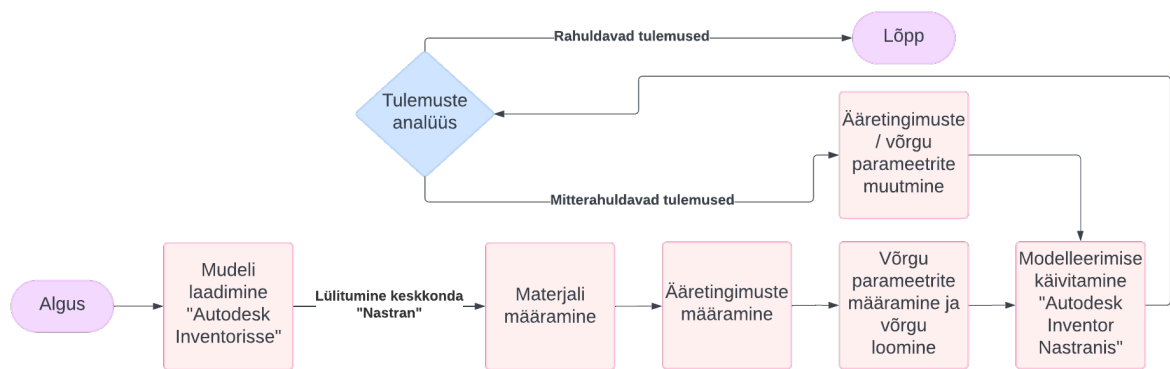 Rahuldavad tulemused
Lõpp
Tulemuste
analüüs
Ääretingimuste
/ võrgu
parameetrite
muutmine
Mitterahuldavad tulemused
Algus
Mudeli
laadimine
"Autodesk
Inventorisse"
Lülitumine keskkonda
"Nastran"
Materjali
määramine
Ääretingimuste
määramine
Võrgu
parameetrite
määramine ja
võrgu
loomine
Modelleerimise
käivitamine
"Autodesk
Inventor
Nastranis"